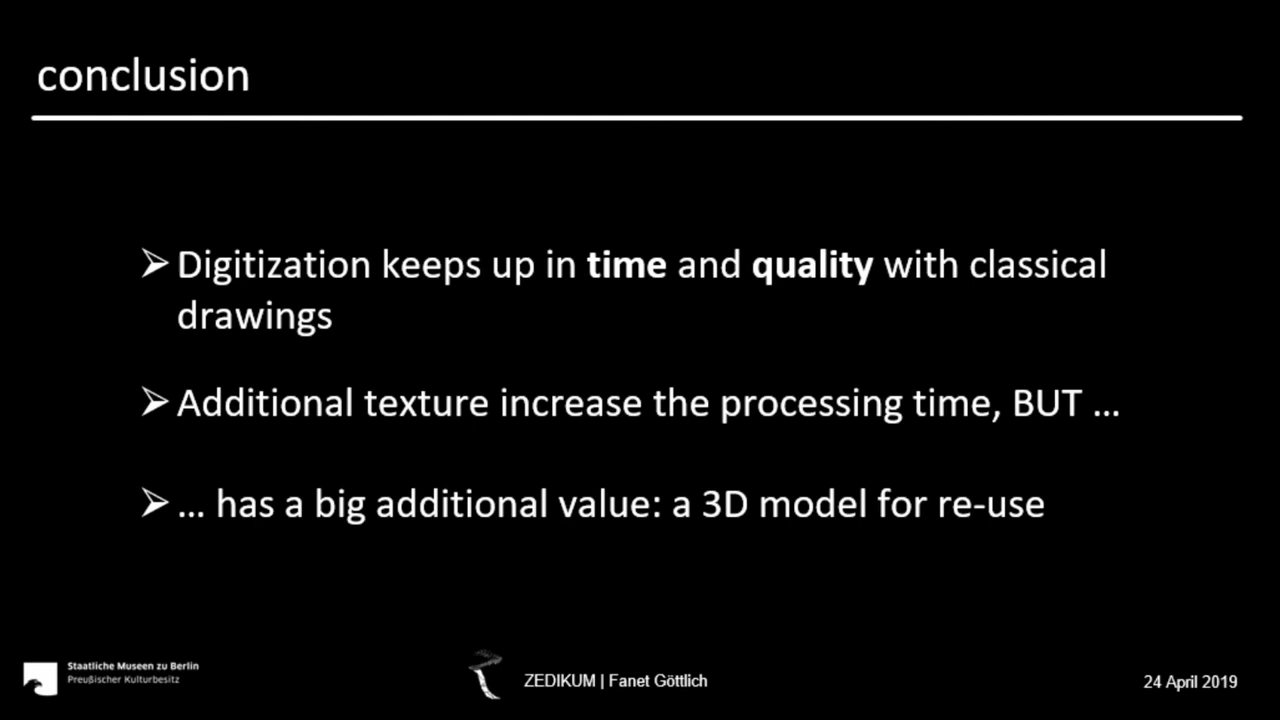 conclusion
➢ Digitization keeps up in time and quality with classical
drawings
➢ Additional texture increase the processing time, BUT ...
➢ ... has a big additional value: a 3D model for re-use
Staatliche Museen zu Berlin
Preußischer Kulturbesitz
ZEDIKUM | Fanet Göttlich
24 April 2019